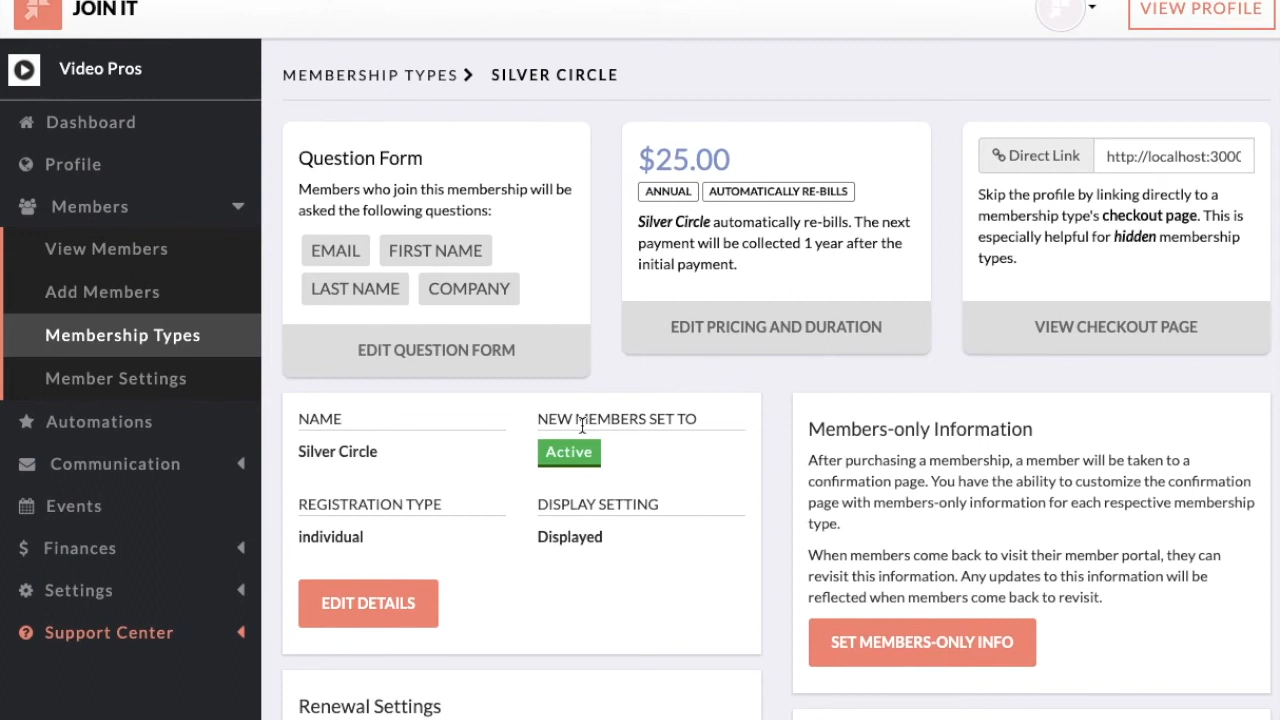 JOIN IT
VIEW PROFILE
Video Pros
Dashboard
Profile
Members
View Members
Add Members
Membership Types
Member Settings
Automations
Communication
Events
Finances
Settings
Support Center
MEMBERSHIP TYPES
SILVER CIRCLE
Question Form
Members who join this membership will be
asked the following questions:
EMAIL
FIRST NAME
LAST NAME
COMPANY
EDIT QUESTION FORM
$25.00
ANNUAL
AUTOMATICALLY RE-BILLS
Silver Circle automatically re-bills. The next
payment will be collected 1 year after the
initial payment.
EDIT PRICING AND DURATION
Direct Link
http://localhost:3000
Skip the profile by linking directly to a
membership type's checkout page. This is
especially helpful for hidden membership
types.
VIEW CHECKOUT PAGE
NAME
Silver Circle
NEW MEMBERS SET TO
Active
REGISTRATION TYPE
individual
DISPLAY SETTING
Displayed
EDIT DETAILS
Members-only Information
After purchasing a membership, a member will be taken to a
confirmation page. You have the ability to customize the confirmation
page with members-only information for each respective membership
type.
When members come back to visit their member portal, they can
revisit this information. Any updates to this information will be
reflected when members come back to revisit.
SET MEMBERS-ONLY INFO
Renewal Settings